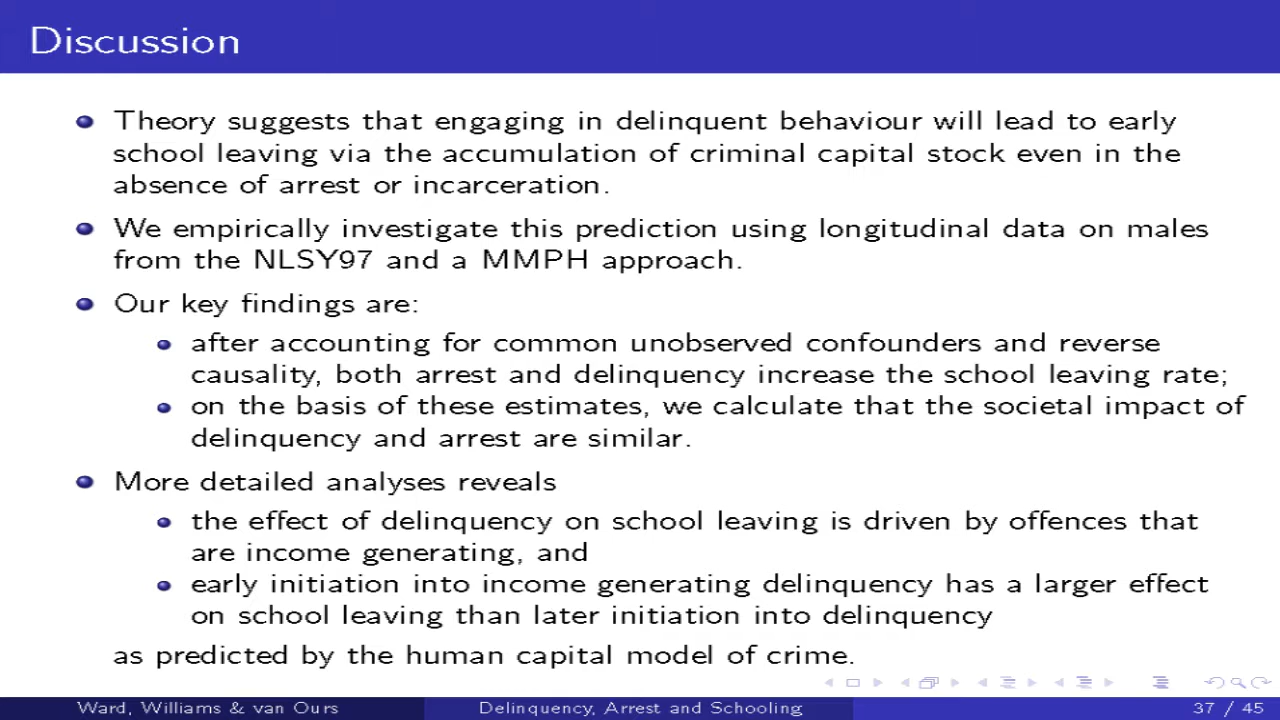 Discussion
Theory suggests that engaging in delinquent behaviour will lead to early
school leaving via the accumulation of criminal capital stock even in the
absence of arrest or incarceration.
We empirically investigate this prediction using longitudinal data on males
from the NLSY97 and a MMPH approach.
Our key findings are:
after accounting for common unobserved confounders and reverse
causality, both arrest and delinquency increase the school leaving rate;
on the basis of these estimates, we calculate that the societal impact of
delinquency and arrest are similar.
More detailed analyses reveals
the effect of delinquency on school leaving is driven by offences that
are income generating, and
early initiation into income generating delinquency has a larger effect
on school leaving than later initiation into delinquency
as predicted by the human capital model of crime.
Ward, Williams & van Ours
Delinquency, Arrest and Schooling
37 / 45